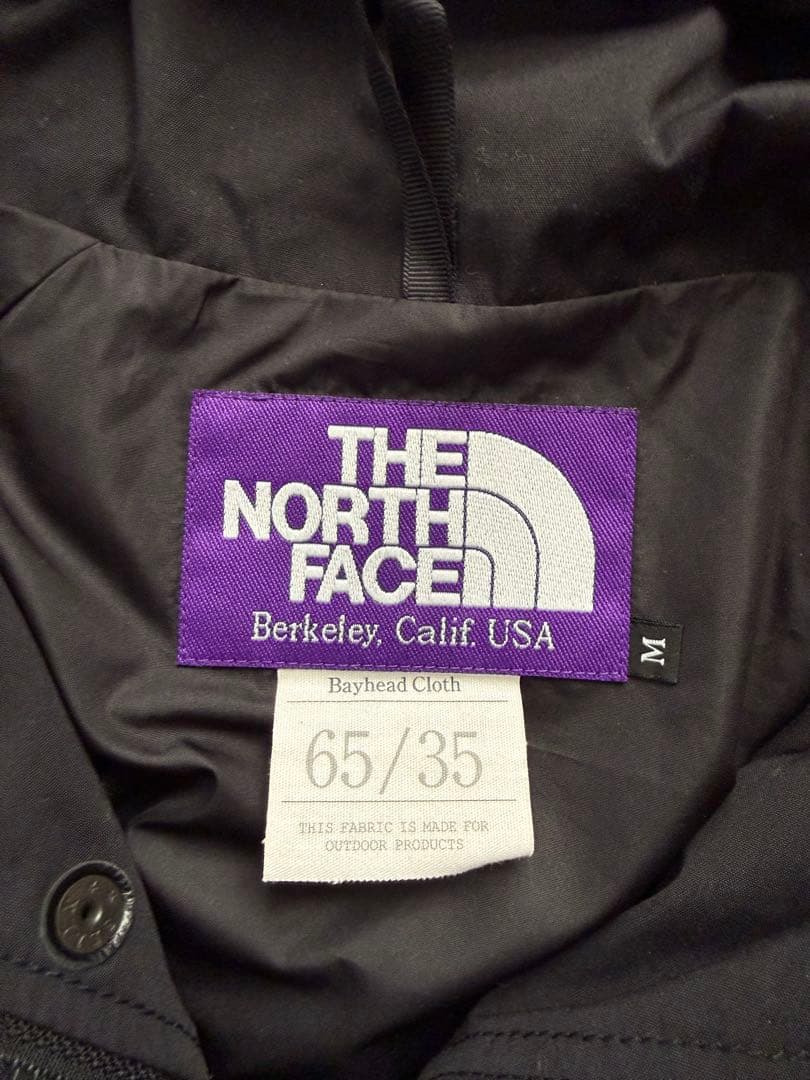 THE
NORTH
FACE
Berkeley, Calif. USA
M
Bayhead Cloth
65/35
THIS FABRIC IS MADE FOR
OUTDOOR PRODUCTS